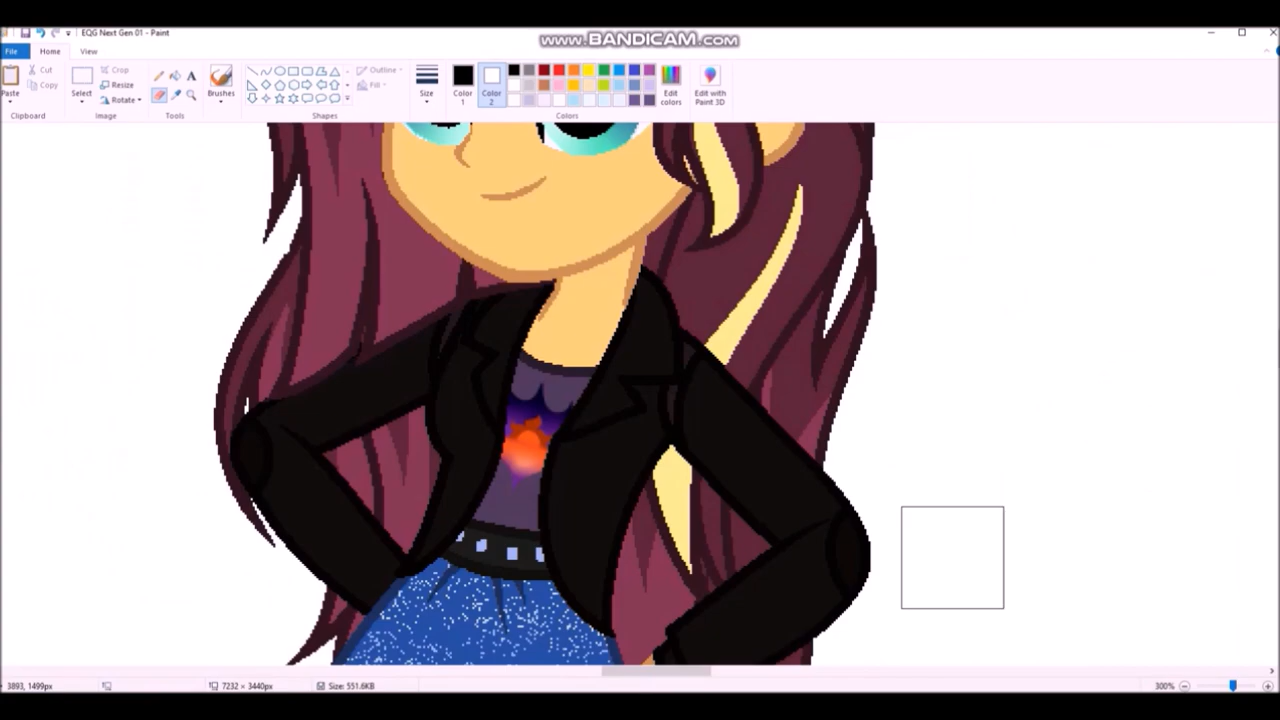 EQG Next Gen 01 - Paint
www.BANDICAM.com
File Home View
Cut Crop Outline Edit with
Paste Copy Select Resize Rotate Brushes Fill Size Color 1 Color 2 Edit colors Paint 3D
Clipboard Image Tools Shapes Colors
3893, 1499px 7232 × 3440px Size: 551.6KB 300%